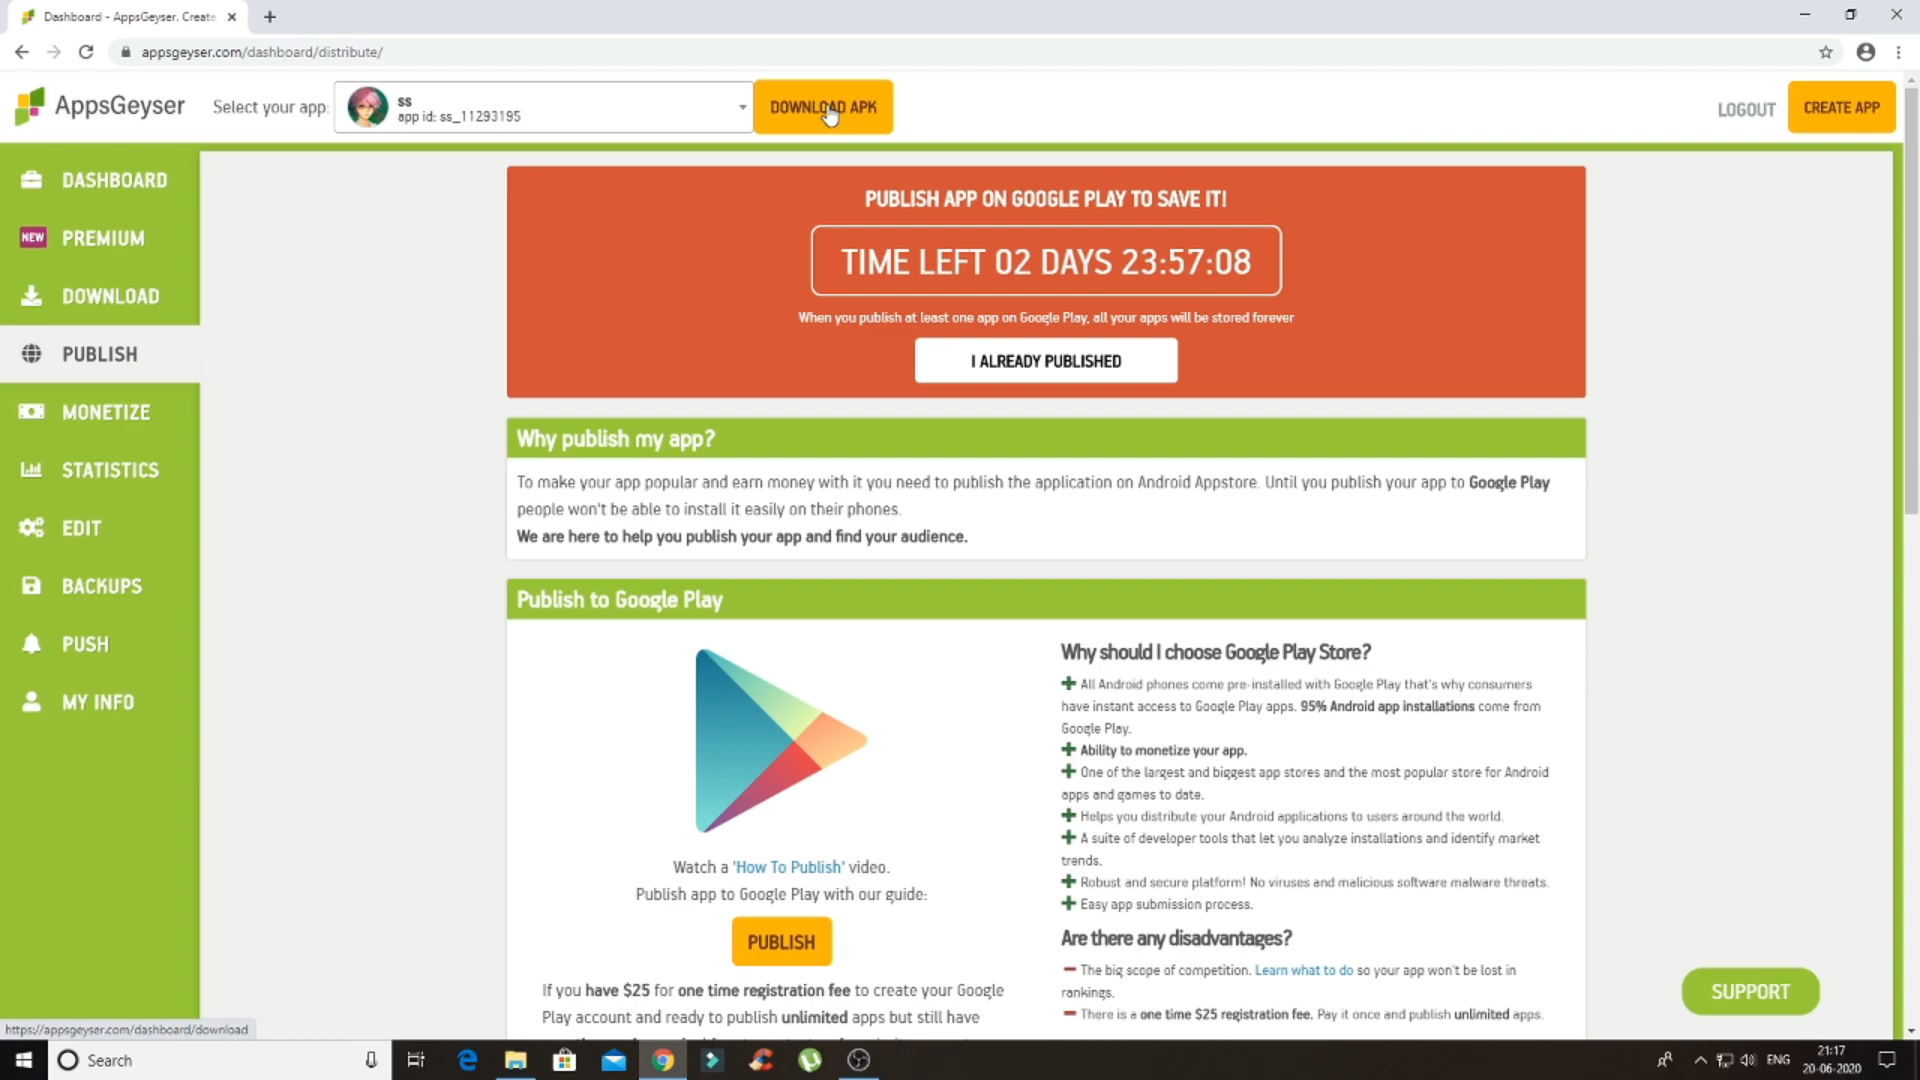 Dashboard - AppsGeyser. Create
appsgeyser.com/dashboard/distribute/
AppsGeyser
Select your app:
ss
app id: ss_11293195
DOWNLOAD APK
LOGOUT
CREATE APP
DASHBOARD
NEW PREMIUM
DOWNLOAD
PUBLISH
MONETIZE
STATISTICS
EDIT
BACKUPS
PUSH
MY INFO
PUBLISH APP ON GOOGLE PLAY TO SAVE IT!
TIME LEFT 02 DAYS 23:57:08
When you publish at least one app on Google Play, all your apps will be stored forever
I ALREADY PUBLISHED
Why publish my app?
To make your app popular and earn money with it you need to publish the application on Android Appstore. Until you publish your app to Google Play
people won't be able to install it easily on their phones.
We are here to help you publish your app and find your audience.
Publish to Google Play
Watch a 'How To Publish' video.
Publish app to Google Play with our guide:
PUBLISH
If you have $25 for one time registration fee to create your Google
Play account and ready to publish unlimited apps but still have
Why should I choose Google Play Store?
All Android phones come pre-installed with Google Play that's why consumers
have instant access to Google Play apps. 95% Android app installations come from
Google Play.
Ability to monetize your app.
One of the largest and biggest app stores and the most popular store for Android
apps and games to date.
Helps you distribute your Android applications to users around the world.
A suite of developer tools that let you analyze installations and identify market
trends.
Robust and secure platform! No viruses and malicious software malware threats.
Easy app submission process.
Are there any disadvantages?
The big scope of competition. Learn what to do so your app won't be lost in
rankings.
There is a one time $25 registration fee. Pay it once and publish unlimited apps.
SUPPORT
https://appsgeyser.com/dashboard/download
Search
ENG
21:17
20-06-2020